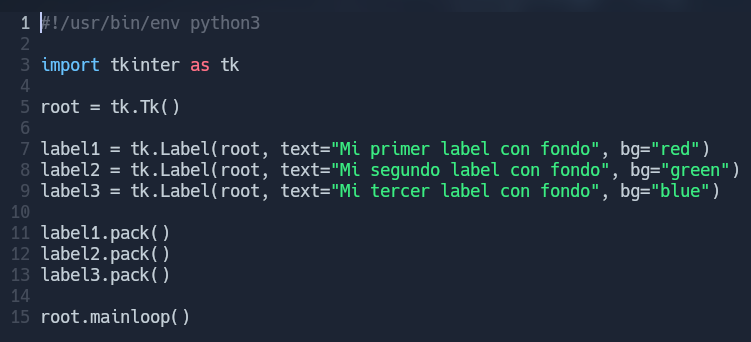 1 #!/usr/bin/env python3
2
3 import tkinter as tk
4
5 root = tk.Tk()
6
7 label1 = tk.Label(root, text="Mi primer label con fondo", bg="red")
8 label2 = tk.Label(root, text="Mi segundo label con fondo", bg="green")
9 label3 = tk.Label(root, text="Mi tercer label con fondo", bg="blue")
10
11 label1.pack()
12 label2.pack()
13 label3.pack()
14
15 root.mainloop()